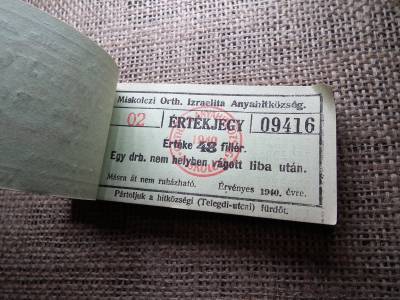 Miskolczi Orth. Izraelita Anyahitközség.
02 ÉRTÉKJEGY 09416
Értéke 48 fillér.
Egy drb. nem helyben vágott liba után.
Másra át nem ruházható. Érvényes 1940. évre.
Pártoljuk a hitközségi (Telegdi-utcai) fürdőt.
1940